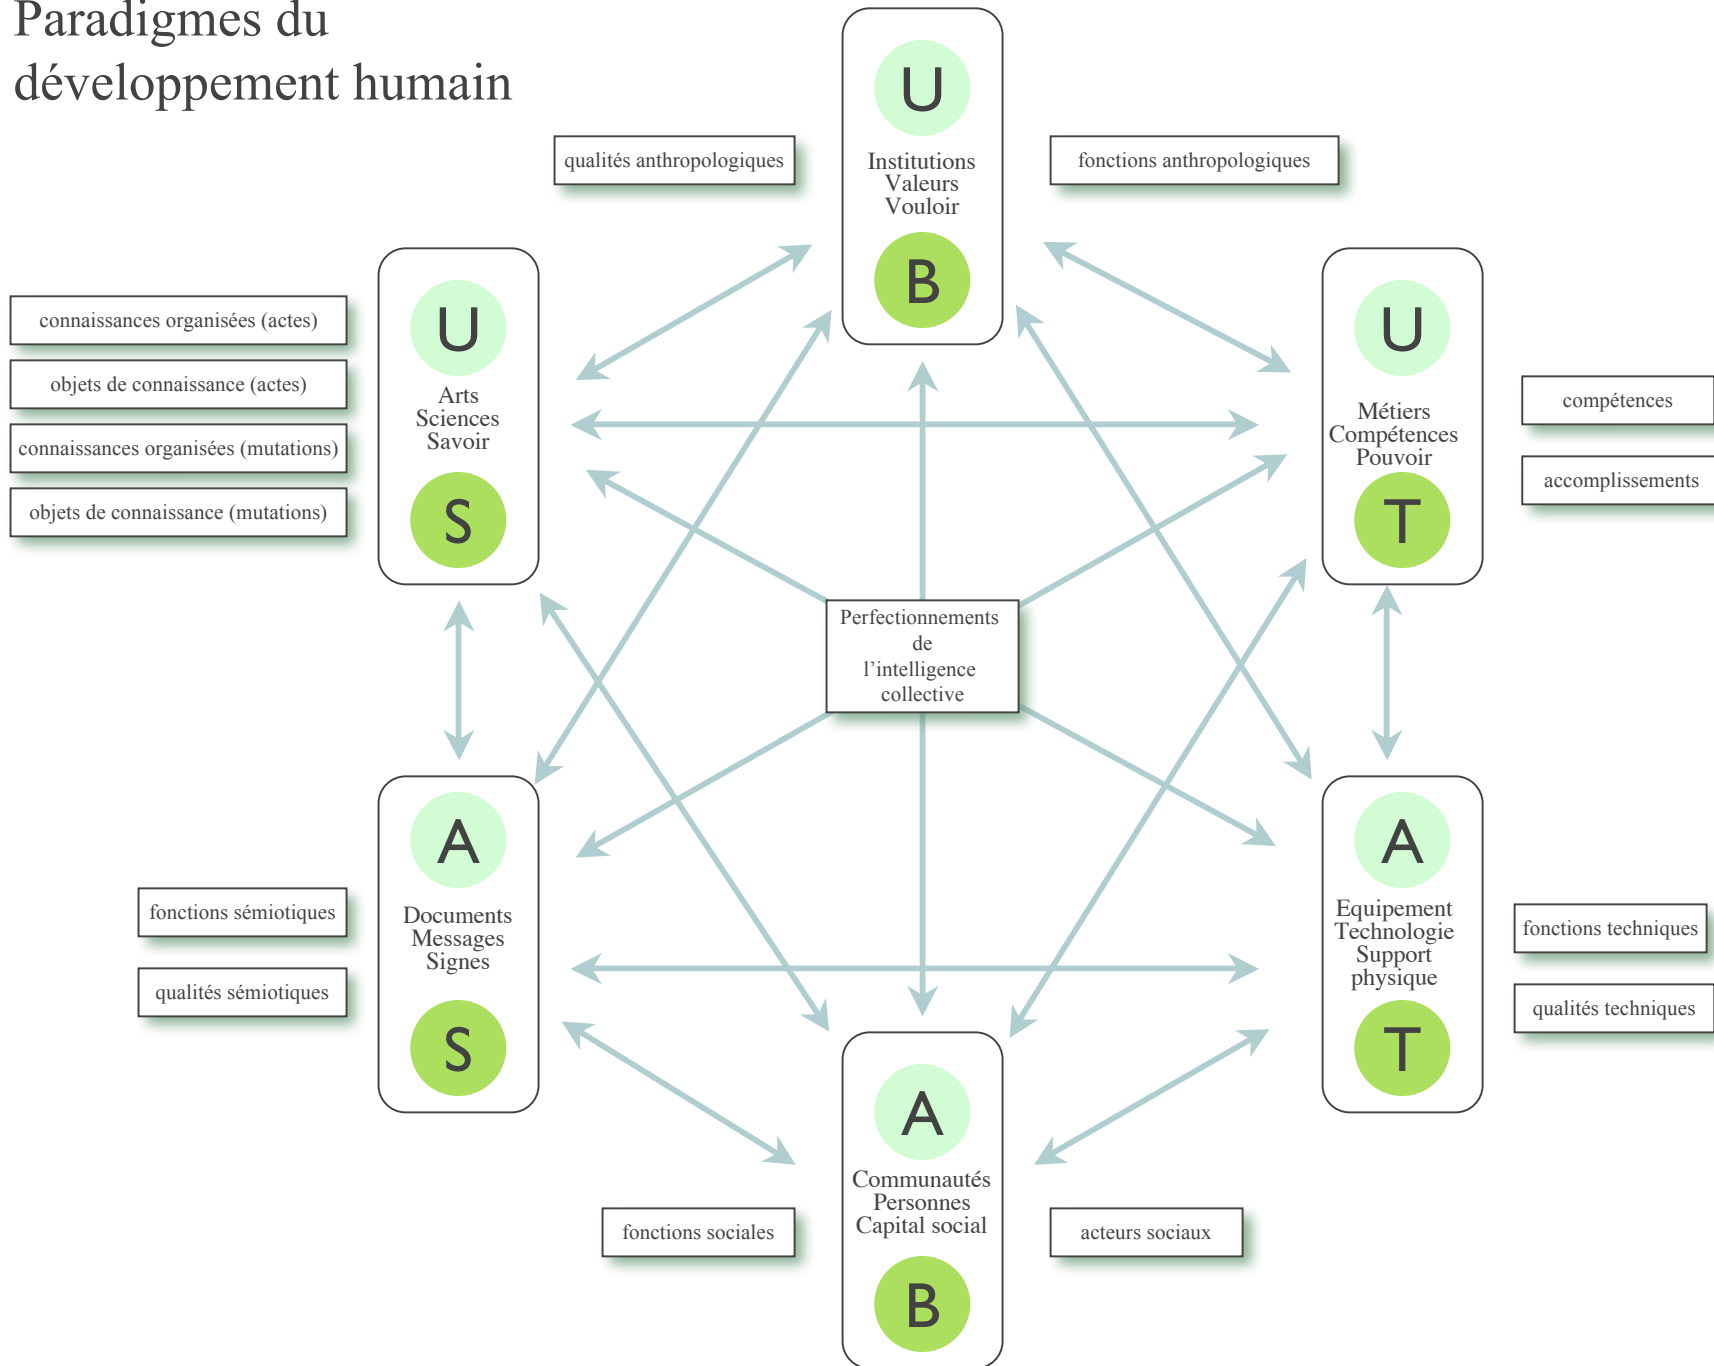 Paradigmes du
développement humain
U
Institutions
Valeurs
Vouloir
B
qualités anthropologiques
fonctions anthropologiques
U
Arts
Sciences
Savoir
S
connaissances organisées (actes)
objets de connaissance (actes)
connaissances organisées (mutations)
objets de connaissance (mutations)
U
Métiers
Compétences
Pouvoir
T
compétences
accomplissements
Perfectionnements
de
l’intelligence
collective
A
Documents
Messages
Signes
S
fonctions sémiotiques
qualités sémiotiques
A
Equipement
Technologie
Support
physique
T
fonctions techniques
qualités techniques
A
Communautés
Personnes
Capital social
B
fonctions sociales
acteurs sociaux